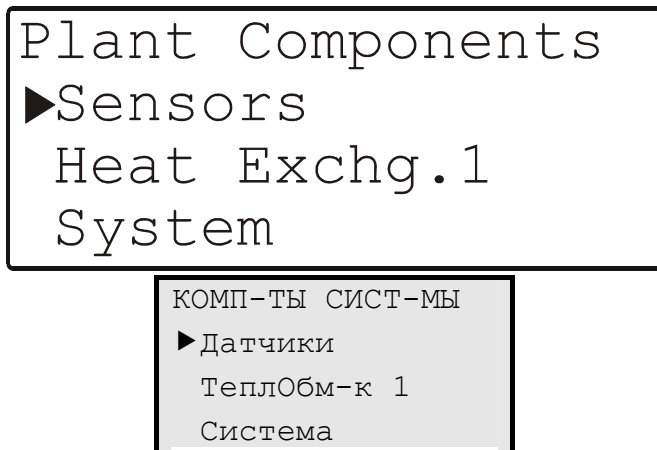 Plant Components
▶Sensors
Heat Exchg.1
System
КОМП-ТЫ СИСТ-МЫ
▶Датчики
ТеплОбм-к 1
Система